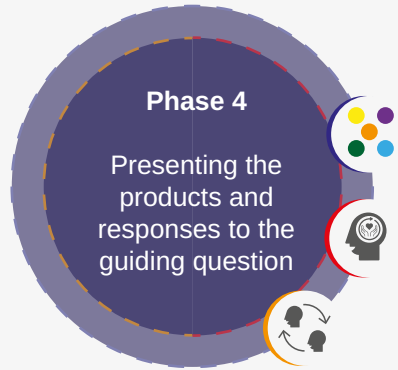 Phase 4
Presenting the
products and
responses to the
guiding question